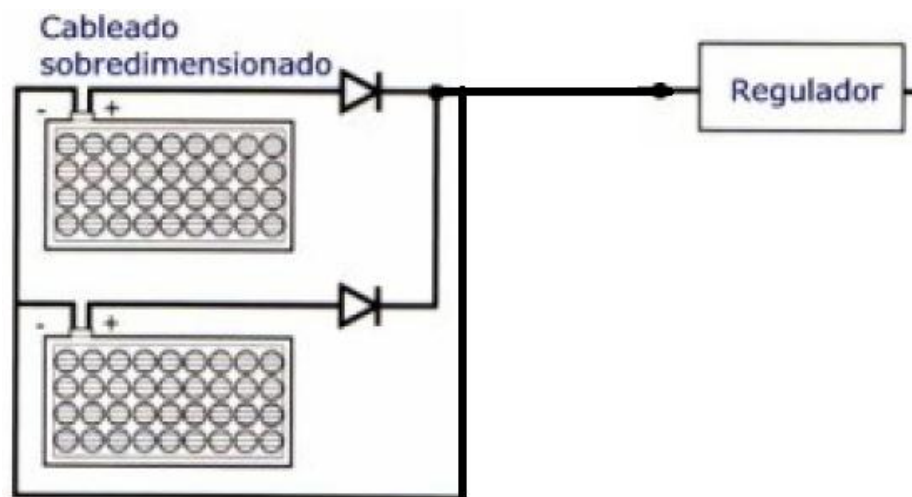 Cableado
sobredimensionado
- +
Regulador
- +